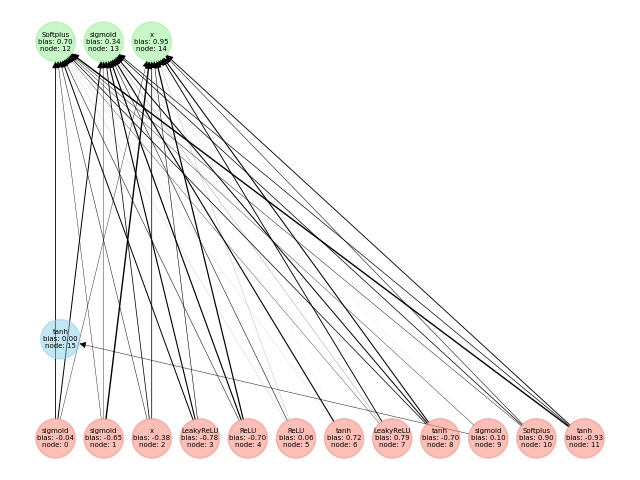 Softplus
bias: 0.70
node: 12
sigmoid
bias: 0.34
node: 13
x
bias: 0.95
node: 14
tanh
bias: 0.00
node: 15
sigmoid
bias: -0.04
node: 0
sigmoid
bias: -0.65
node: 1
x
bias: -0.38
node: 2
LeakyReLU
bias: -0.78
node: 3
ReLU
bias: -0.70
node: 4
ReLU
bias: 0.06
node: 5
tanh
bias: 0.72
node: 6
LeakyReLU
bias: 0.79
node: 7
tanh
bias: -0.70
node: 8
sigmoid
bias: 0.10
node: 9
Softplus
bias: 0.90
node: 10
tanh
bias: -0.93
node: 11